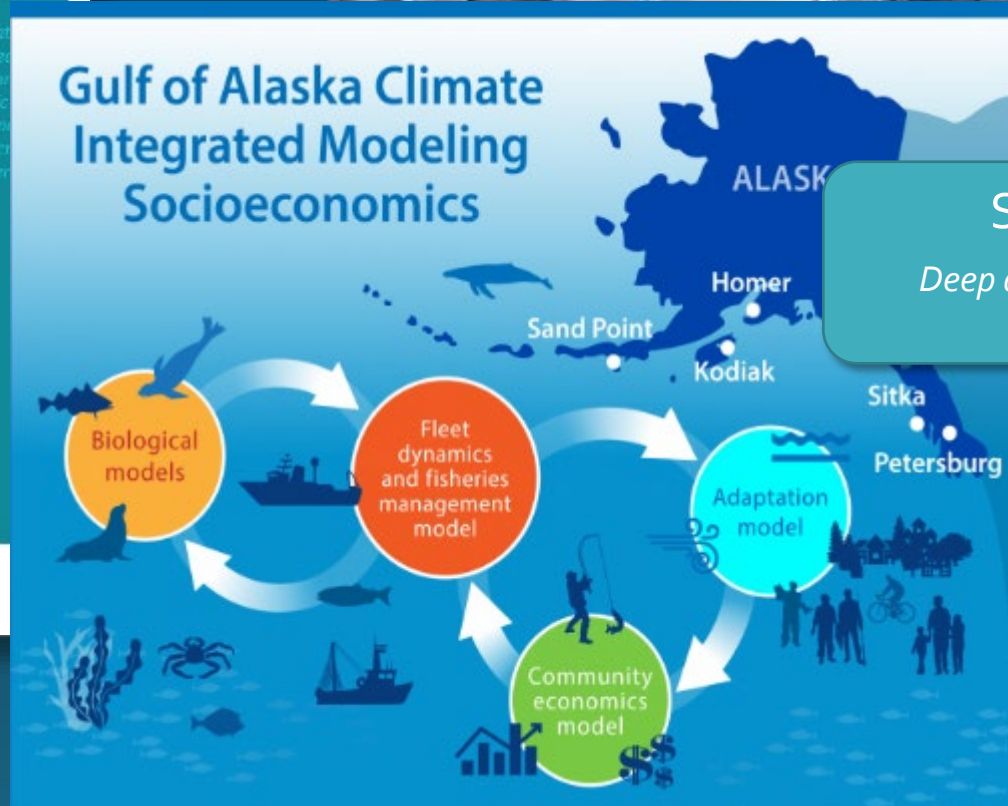 Gulf of Alaska Climate
Integrated Modeling
Socioeconomics
Homer
Sand Point
Kodiak
Sitka
Petersburg
Biological
models
Fleet
dynamics
and fisheries
management
model
Adaptation
model
Community
economics
model
$$$
Deep